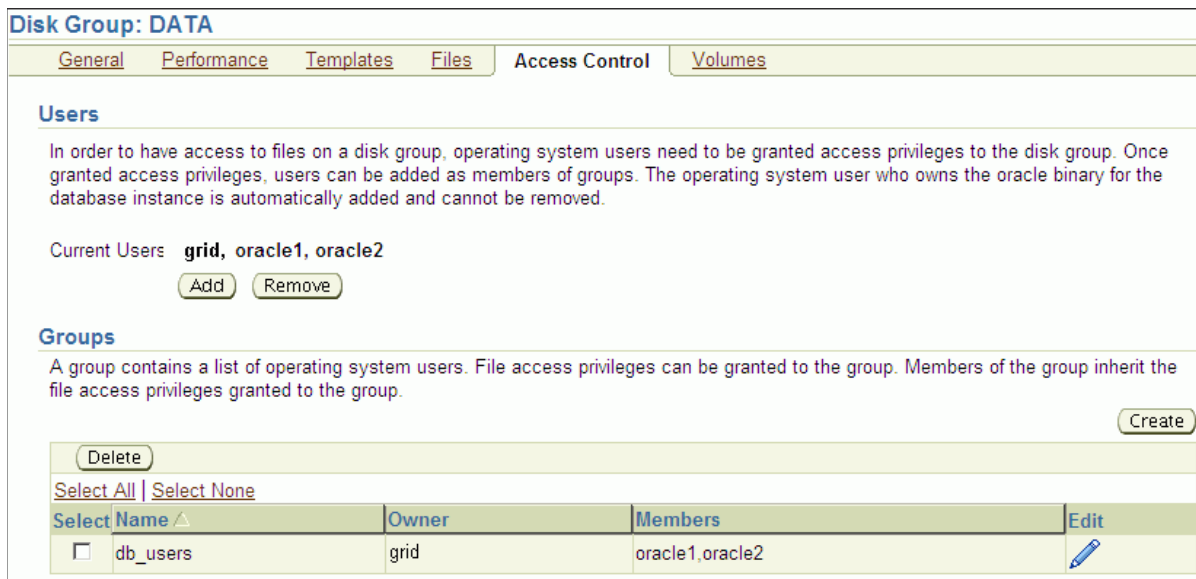 Disk Group: DATA
General Performance Templates Files Access Control Volumes
Users
In order to have access to files on a disk group, operating system users need to be granted access privileges to the disk group. Once
granted access privileges, users can be added as members of groups. The operating system user who owns the oracle binary for the
database instance is automatically added and cannot be removed.
Current Users grid, oracle1, oracle2
Add Remove
Groups
A group contains a list of operating system users. File access privileges can be granted to the group. Members of the group inherit the
file access privileges granted to the group.
Create
Delete
Select All | Select None
Select Name Owner Members Edit
db_users grid oracle1,oracle2